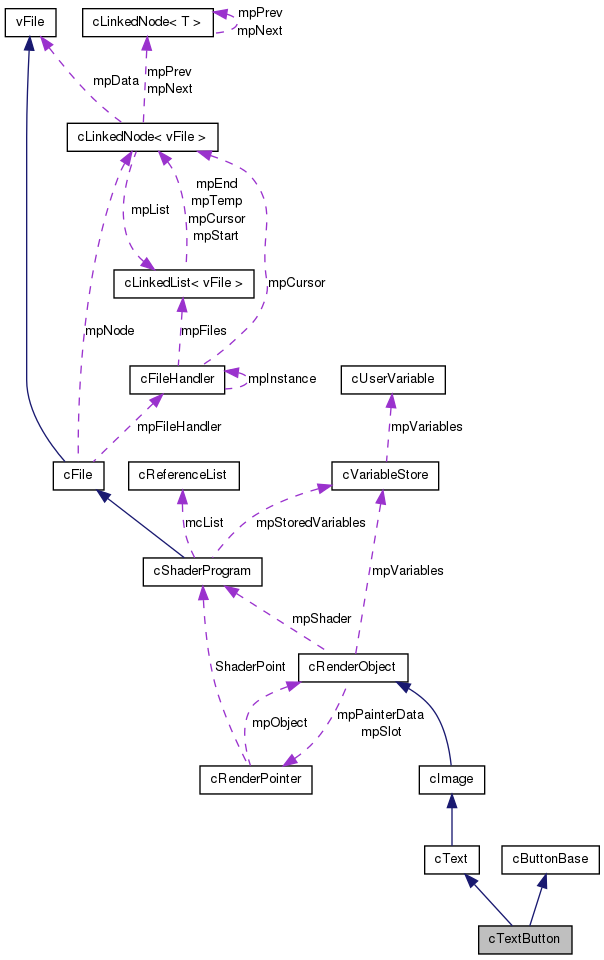 vFile
cLinkedNode< T >
mpPrev
mpNext
mpData
mpPrev
mpNext
cLinkedNode< vFile >
mpList
mpEnd
mpTemp
mpCursor
mpStart
cLinkedList< vFile >
mpCursor
mpNode
mpFiles
cFileHandler
mpInstance
cUserVariable
mpFileHandler
mpVariables
cFile
cReferenceList
cVariableStore
mcList
mpStoredVariables
cShaderProgram
mpVariables
mpShader
ShaderPoint
cRenderObject
mpObject
mpPainterData
mpSlot
cRenderPointer
cImage
cText
cButtonBase
cTextButton